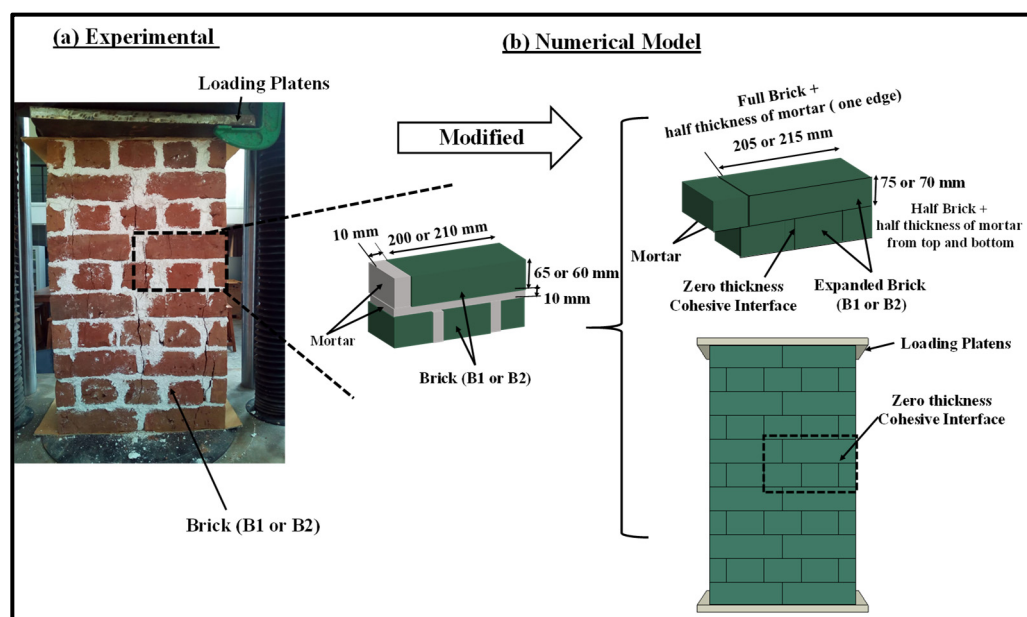 (a) Experimental
(b) Numerical Model
Loading Platens
Modified
Brick (B1 or B2)
10 mm
200 or 210 mm
65 or 60 mm
10 mm
Mortar
Brick (B1 or B2)
Full Brick +
half thickness of mortar ( one edge)
205 or 215 mm
75 or 70 mm
Half Brick +
half thickness of mortar
from top and bottom
Mortar
Zero thickness
Cohesive Interface
Expanded Brick
(B1 or B2)
Loading Platens
Zero thickness
Cohesive Interface